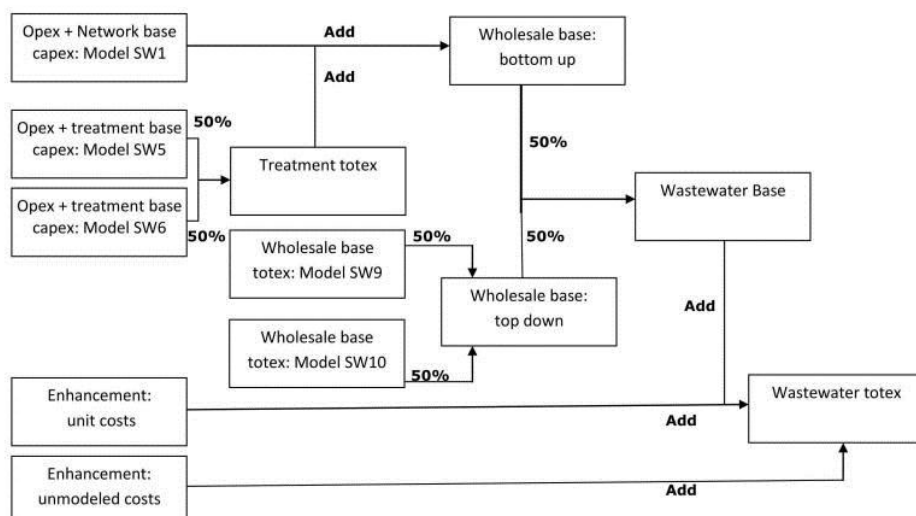 Opex + Network base
capex: Model SW1
Add
Wholesale base:
bottom up
Add
Opex + treatment base
capex: Model SW5
50%
Treatment totex
50%
Wastewater Base
Opex + treatment base
capex: Model SW6
50%
Wholesale base
totex: Model SW9
50%
50%
Wholesale base:
top down
Add
Wholesale base
totex: Model SW10
50%
Enhancement:
unit costs
Add
Wastewater totex
Enhancement:
unmodeled costs
Add